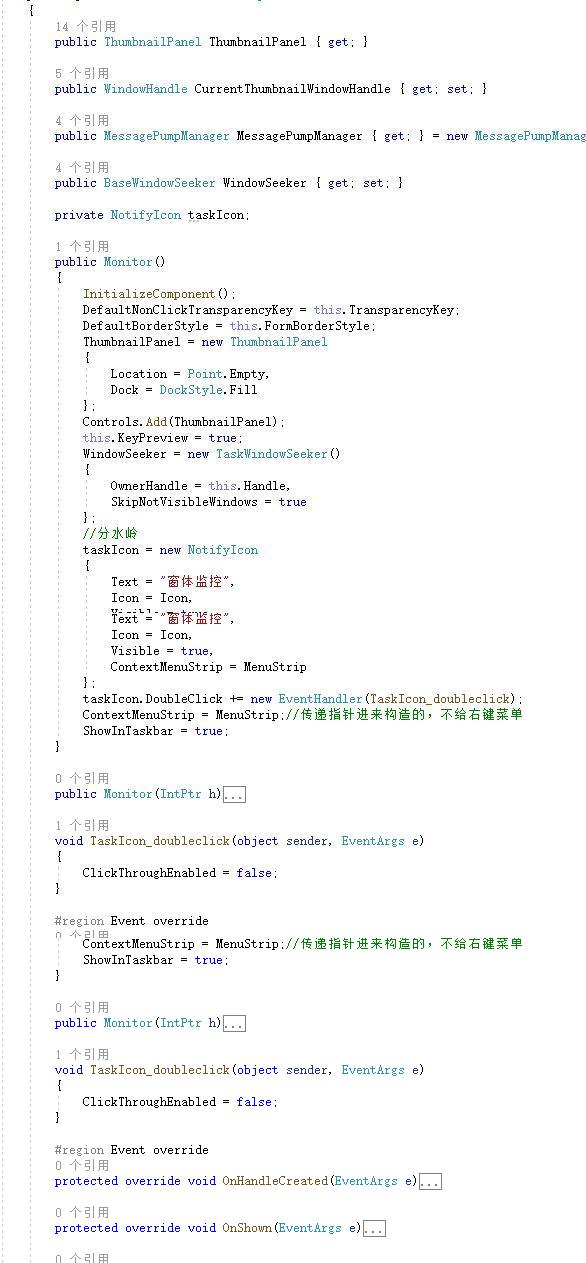 {
14 个引用
public ThumbnailPanel ThumbnailPanel { get; }
5 个引用
public WindowHandle CurrentThumbnailWindowHandle { get; set; }
4 个引用
public MessagePumpManager MessagePumpManager { get; } = new MessagePumpManag
4 个引用
public BaseWindowSeeker WindowSeeker { get; set; }
private NotifyIcon taskIcon;
1 个引用
public Monitor()
{
InitializeComponent();
DefaultNonClickTransparencyKey = this.TransparencyKey;
DefaultBorderStyle = this.FormBorderStyle;
ThumbnailPanel = new ThumbnailPanel
{
Location = Point.Empty,
Dock = DockStyle.Fill
};
Controls.Add(ThumbnailPanel);
this.KeyPreview = true;
WindowSeeker = new TaskWindowSeeker()
{
OwnerHandle = this.Handle,
SkipNotVisibleWindows = true
};
//分水岭
taskIcon = new NotifyIcon
{
Text = "窗体监控",
Icon = Icon,
Text = "窗体监控",
Icon = Icon,
Visible = true,
ContextMenuStrip = MenuStrip
};
taskIcon.DoubleClick += new EventHandler(TaskIcon_doubleclick);
ContextMenuStrip = MenuStrip;//传递指针进来构造的，不给右键菜单
ShowInTaskbar = true;
}
0 个引用
public Monitor(IntPtr h)...
1 个引用
void TaskIcon_doubleclick(object sender, EventArgs e)
{
ClickThroughEnabled = false;
}
#region Event override
0 个引用
ContextMenuStrip = MenuStrip;//传递指针进来构造的，不给右键菜单
ShowInTaskbar = true;
}
0 个引用
public Monitor(IntPtr h)...
1 个引用
void TaskIcon_doubleclick(object sender, EventArgs e)
{
ClickThroughEnabled = false;
}
#region Event override
0 个引用
protected override void OnHandleCreated(EventArgs e)...
0 个引用
protected override void OnShown(EventArgs e)...
0 个引用